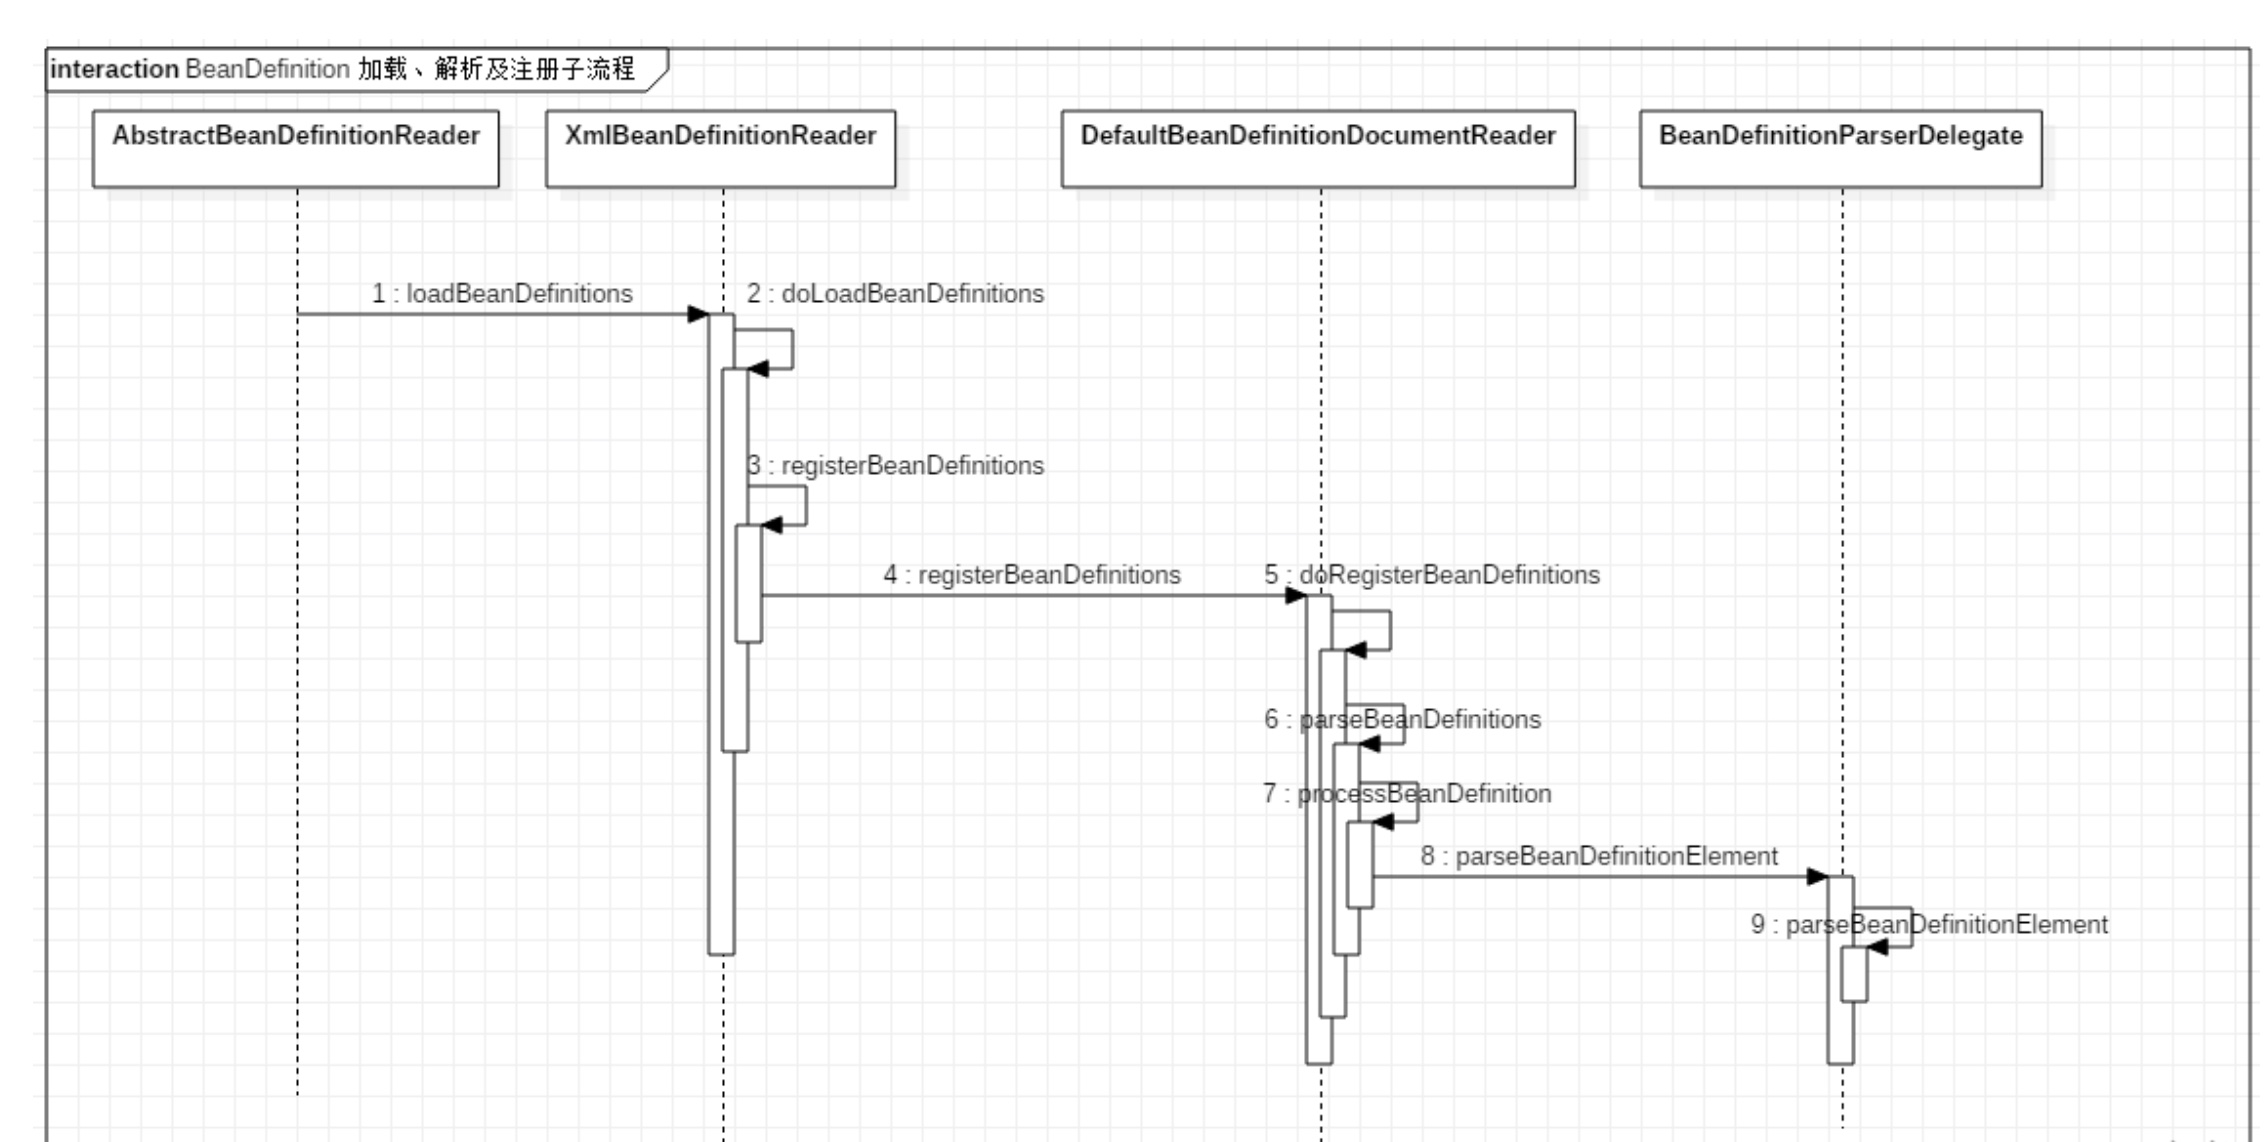 interaction BeanDefinition 加载、解析及注册子流程
AbstractBeanDefinitionReader
XmlBeanDefinitionReader
DefaultBeanDefinitionDocumentReader
BeanDefinitionParserDelegate
1 : loadBeanDefinitions
2 : doLoadBeanDefinitions
3 : registerBeanDefinitions
4 : registerBeanDefinitions
5 : doRegisterBeanDefinitions
6 : parseBeanDefinitions
7 : processBeanDefinition
8 : parseBeanDefinitionElement
9 : parseBeanDefinitionElement